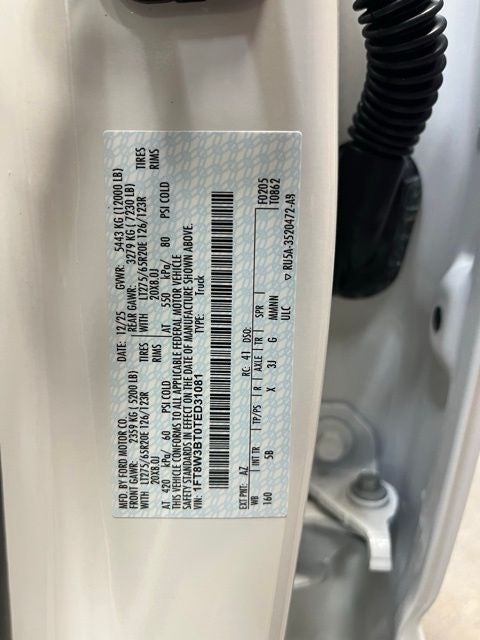 MFD. BY FORD MOTOR CO.
DATE: 12/25 GVWR: 5443 KG (12000 LB)
FRONT GAWR: 2359 KG (5200 LB) REAR GAWR: 3279 KG (7230 LB)
WITH LT275/65R20E 126/123R TIRES WITH LT275/65R20E 126/123R TIRES
20X8.0J RIMS 20X8.0J RIMS
AT 420 kPa/ 60 PSI COLD AT 550 kPa/ 80 PSI COLD
THIS VEHICLE CONFORMS TO ALL APPLICABLE FEDERAL MOTOR VEHICLE
SAFETY STANDARDS IN EFFECT ON THE DATE OF MANUFACTURE SHOWN ABOVE.
VIN: 1FT8W3BT0TED31081 TYPE: Truck
F0205
T0862
EXT PNT: AZ RC: 41 DSO:
WB INT TR TP/PS R AXLE TR SPR
160 5B X 3J G MMNN
ULC
RU5A-3520472-AB